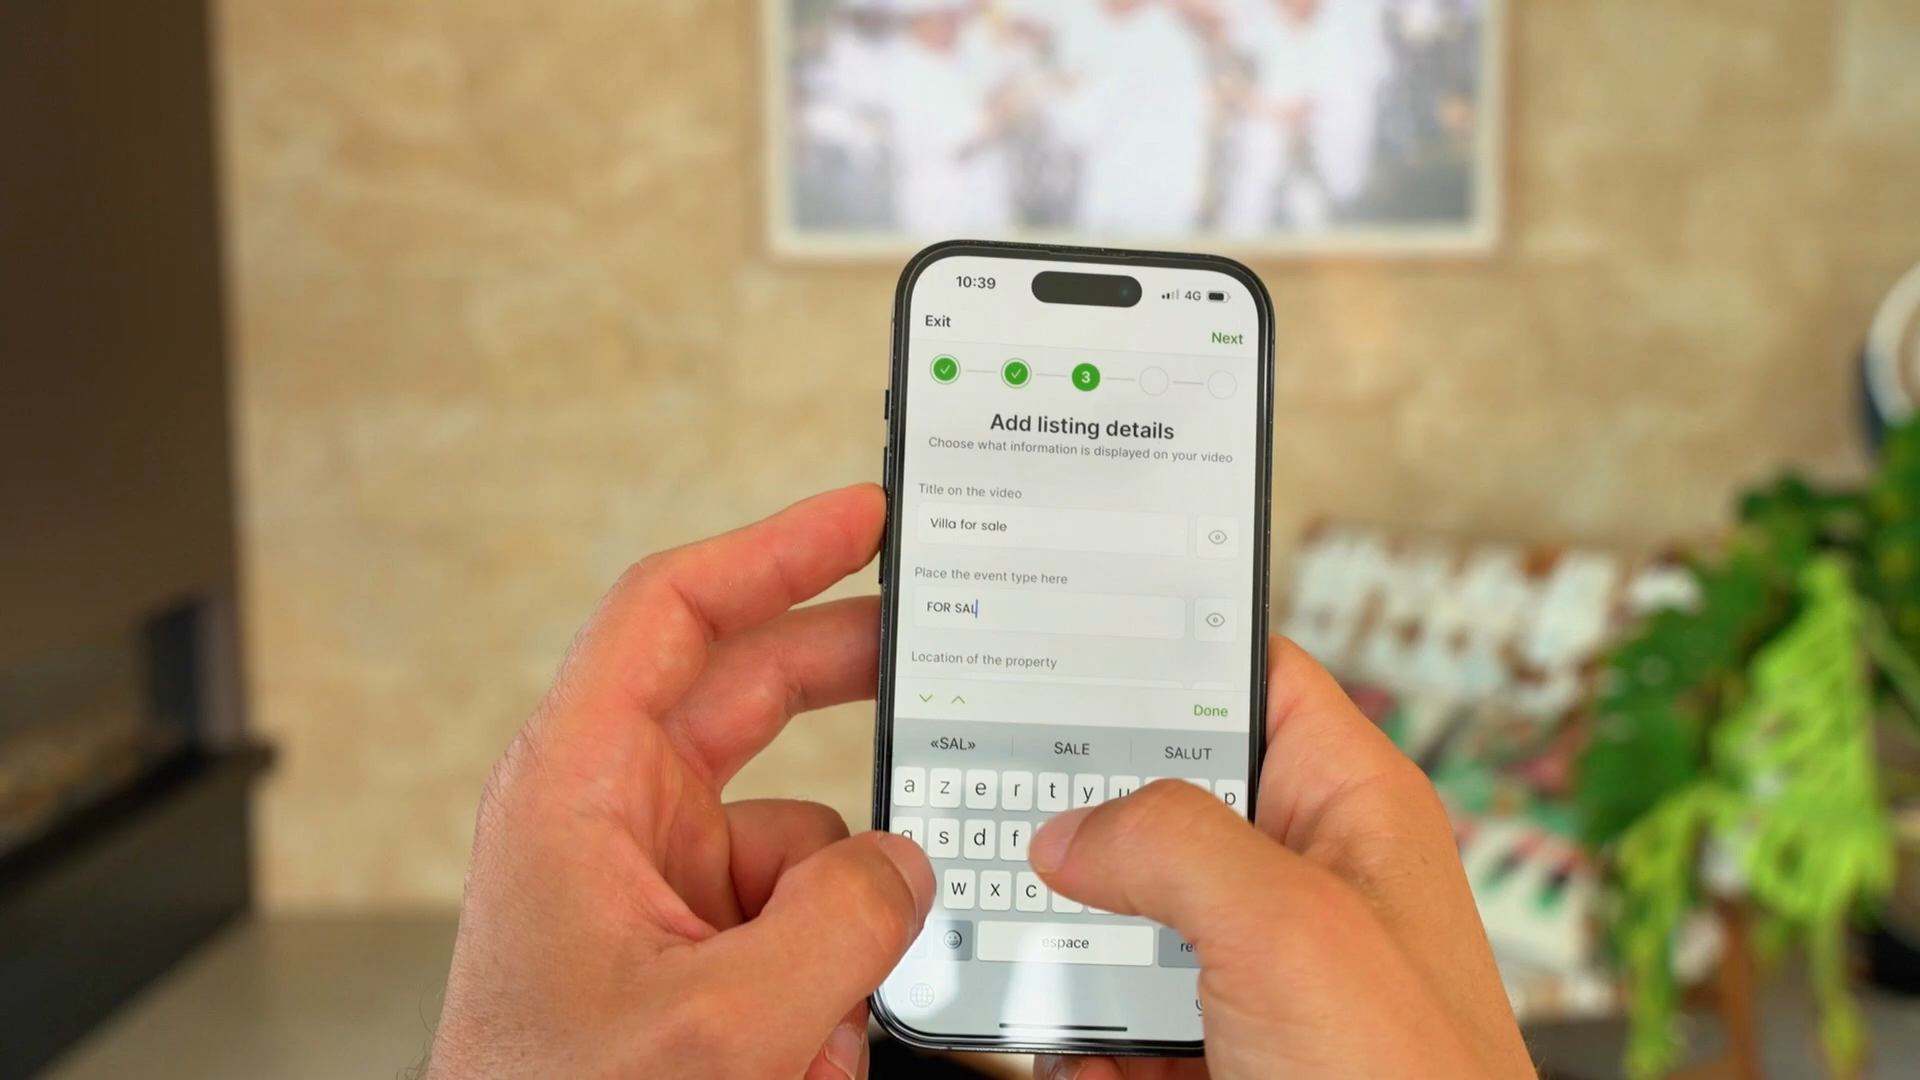 10:39 4G
Exit
Next
3
Add listing details
Choose what information is displayed on your video
Title on the video
Villa for sale
Place the event type here
FOR SAL
Location of the property
Done
«SAL» SALE SALUT
a z e r t y u p
q s d f
w x c
espace